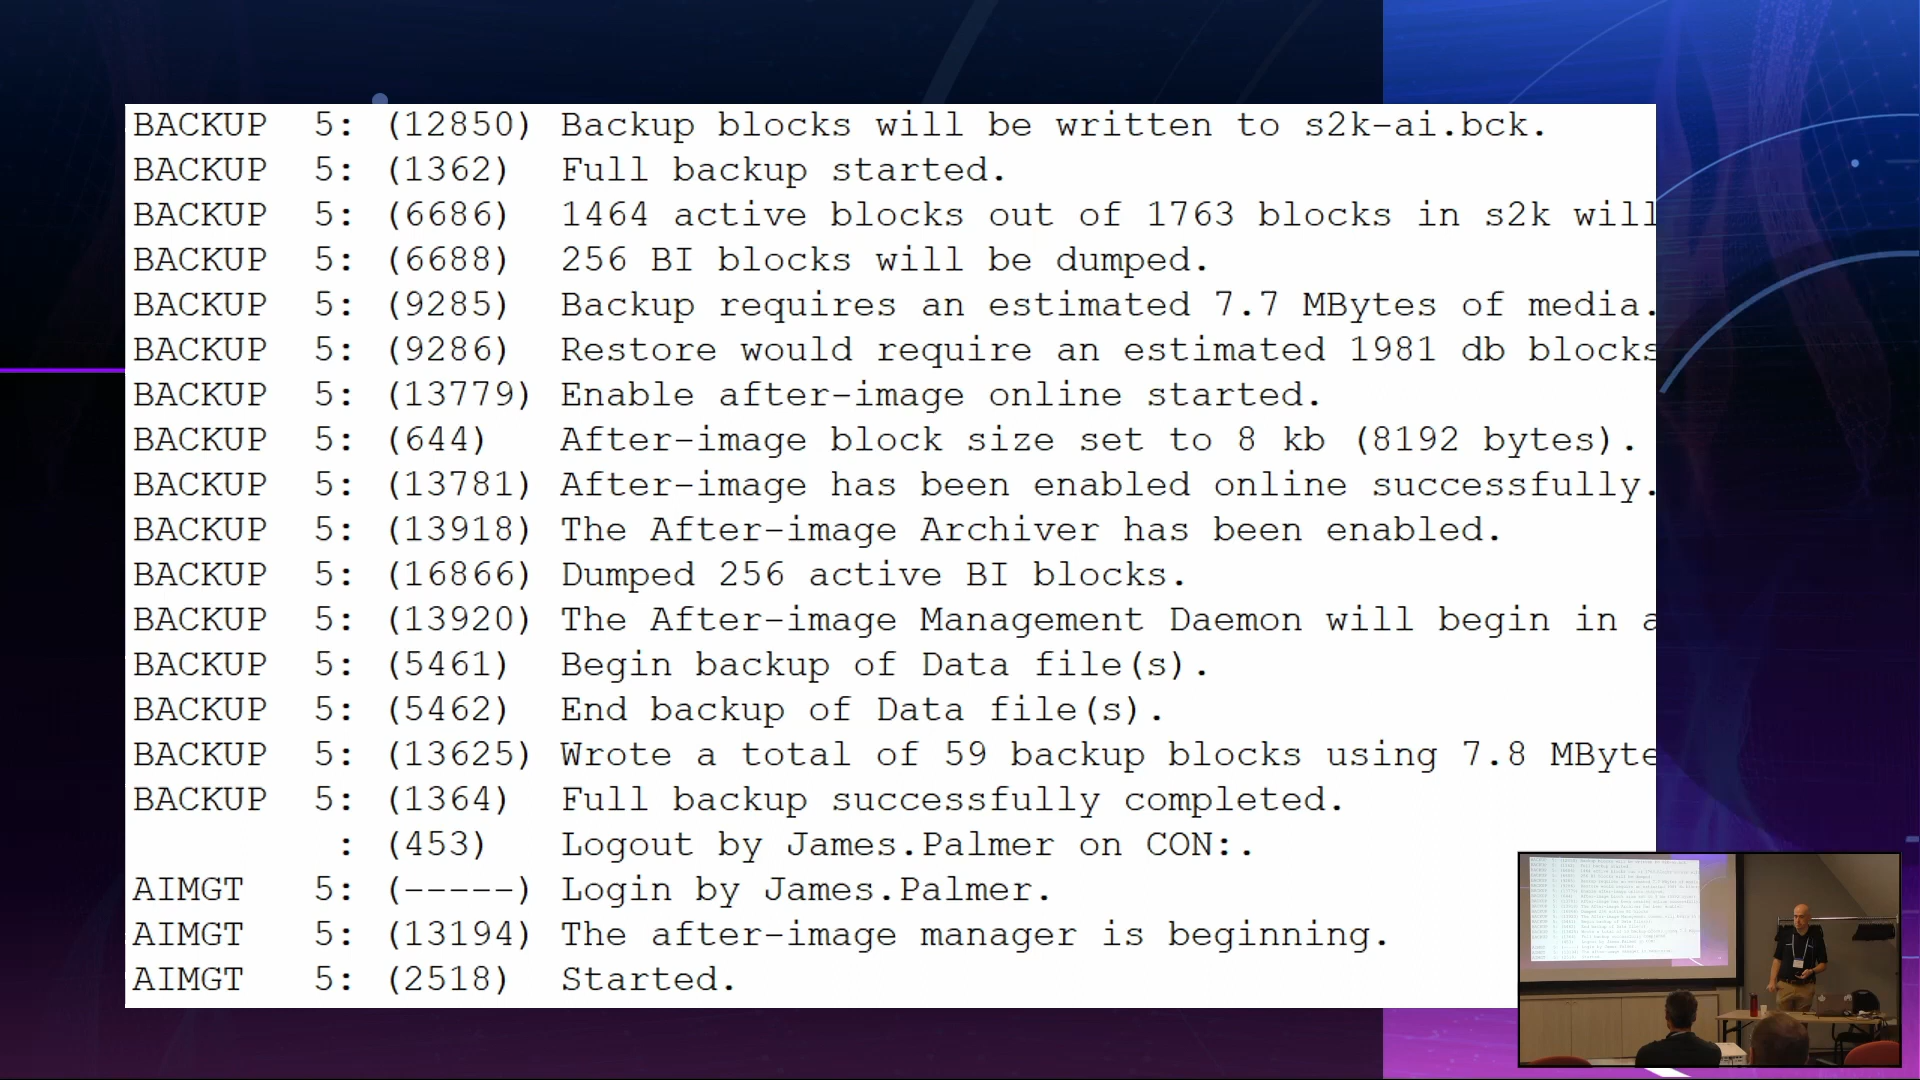 BACKUP 5: (12850) Backup blocks will be written to s2k-ai.bck.
BACKUP 5: (1362) Full backup started.
BACKUP 5: (6686) 1464 active blocks out of 1763 blocks in s2k will
BACKUP 5: (6688) 256 BI blocks will be dumped.
BACKUP 5: (9285) Backup requires an estimated 7.7 MBytes of media.
BACKUP 5: (9286) Restore would require an estimated 1981 db blocks
BACKUP 5: (13779) Enable after-image online started.
BACKUP 5: (644) After-image block size set to 8 kb (8192 bytes).
BACKUP 5: (13781) After-image has been enabled online successfully.
BACKUP 5: (13918) The After-image Archiver has been enabled.
BACKUP 5: (16866) Dumped 256 active BI blocks.
BACKUP 5: (13920) The After-image Management Daemon will begin in a
BACKUP 5: (5461) Begin backup of Data file(s).
BACKUP 5: (5462) End backup of Data file(s).
BACKUP 5: (13625) Wrote a total of 59 backup blocks using 7.8 MByte
BACKUP 5: (1364) Full backup successfully completed.
: (453) Logout by James.Palmer on CON:.
AIMGT 5: (-----) Login by James.Palmer.
AIMGT 5: (13194) The after-image manager is beginning.
AIMGT 5: (2518) Started.